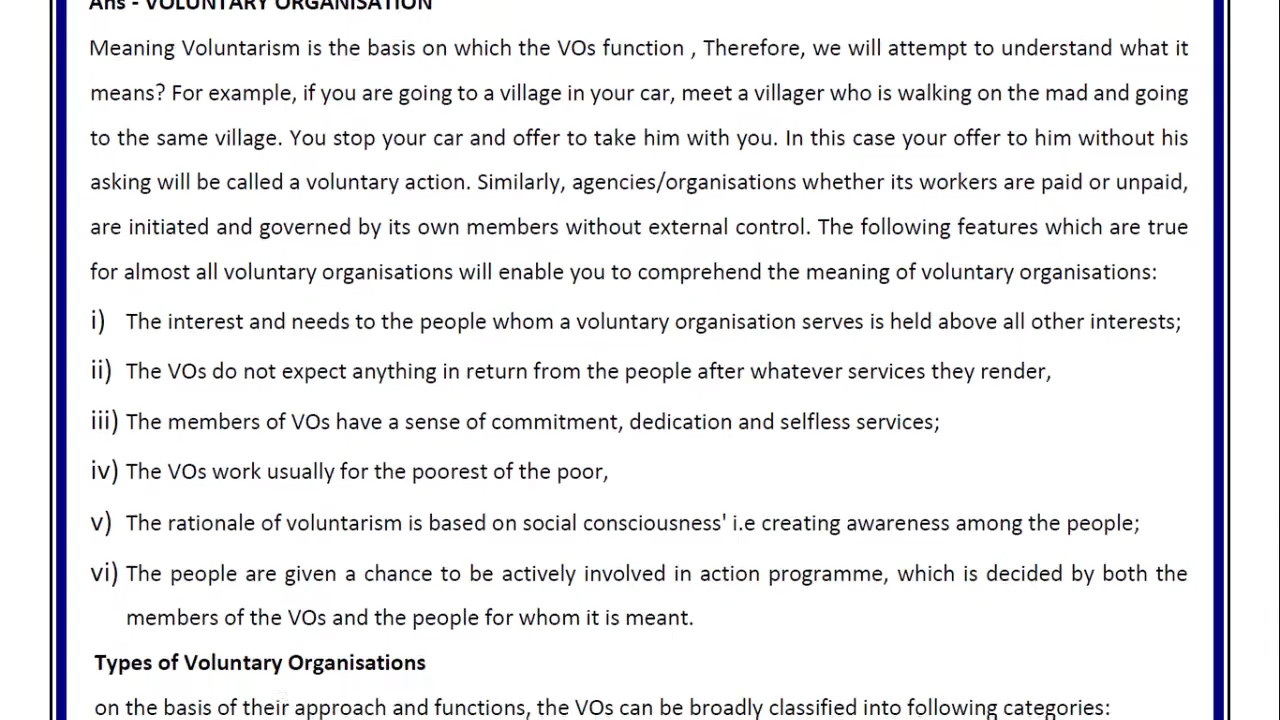 Ans - VOLUNTARY ORGANISATION
Meaning Voluntarism is the basis on which the VOs function , Therefore, we will attempt to understand what it
means? For example, if you are going to a village in your car, meet a villager who is walking on the mad and going
to the same village. You stop your car and offer to take him with you. In this case your offer to him without his
asking will be called a voluntary action. Similarly, agencies/organisations whether its workers are paid or unpaid,
are initiated and governed by its own members without external control. The following features which are true
for almost all voluntary organisations will enable you to comprehend the meaning of voluntary organisations:
i) The interest and needs to the people whom a voluntary organisation serves is held above all other interests;
ii) The VOs do not expect anything in return from the people after whatever services they render,
iii) The members of VOs have a sense of commitment, dedication and selfless services;
iv) The VOs work usually for the poorest of the poor,
v) The rationale of voluntarism is based on social consciousness' i.e creating awareness among the people;
vi) The people are given a chance to be actively involved in action programme, which is decided by both the
members of the VOs and the people for whom it is meant.
Types of Voluntary Organisations
on the basis of their approach and functions, the VOs can be broadly classified into following categories: